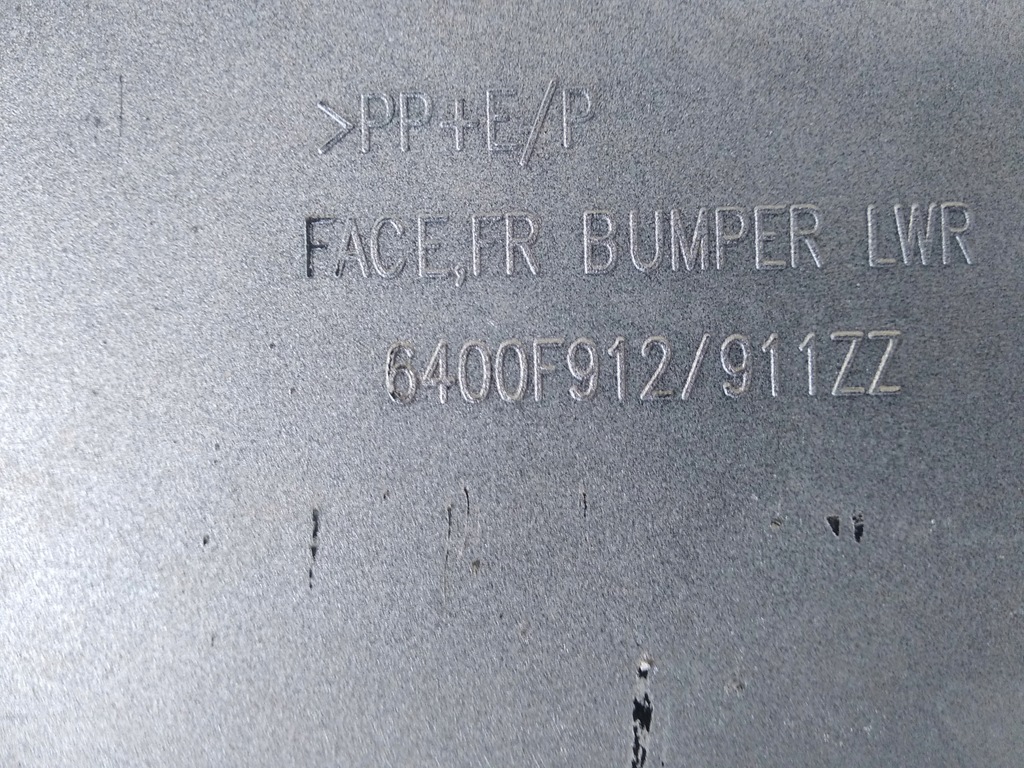 >PP+E/P
FACE,FR BUMPER LWR
6400F912/911ZZ